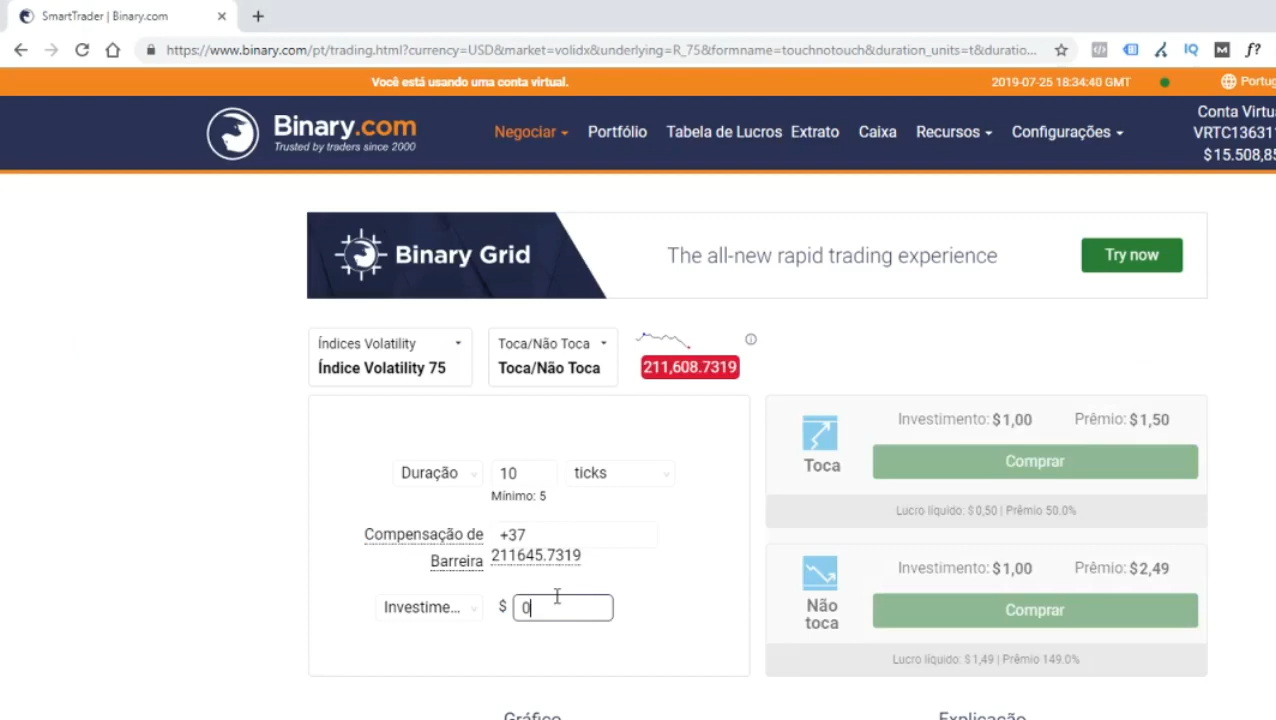 SmartTrader | Binary.com
https://www.binary.com/pt/trading.html?currency=USD&market=volidx&underlying=R_75&formname=touchnotouch&duration_units=t&duratio...
Você está usando uma conta virtual.
2019-07-25 18:34:40 GMT
Portug
Binary.com
Trusted by traders since 2000
Negociar
Portfólio
Tabela de Lucros
Extrato
Caixa
Recursos
Configurações
Conta Virtua
VRTC13631
$15.508,85
Binary Grid
The all-new rapid trading experience
Try now
Índices Volatility
Índice Volatility 75
Toca/Não Toca
Toca/Não Toca
211,608.7319
Duração
10
ticks
Mínimo: 5
Compensação de
Barreira
+37
211645.7319
Investime...
$
0
Toca
Investimento: $1,00
Prêmio: $1,50
Comprar
Lucro líquido: $ 0,50 | Prêmio 50.0%
Não
toca
Investimento: $1,00
Prêmio: $2,49
Comprar
Lucro líquido: $ 1,49 | Prêmio 149.0%
Gráfico
Explicação